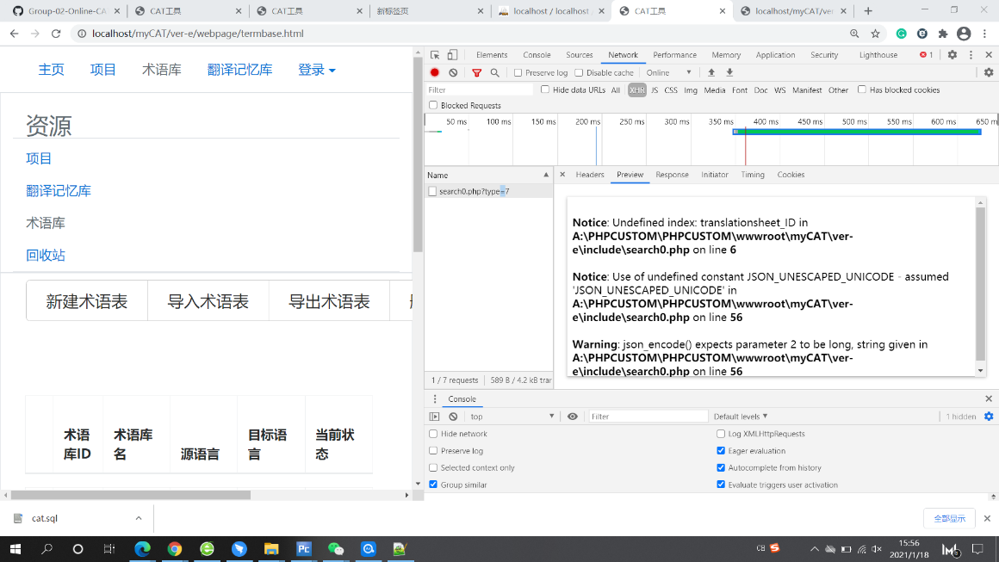 Group-02-Online-CA
CAT工具
CAT工具
新标签页
localhost / localhost /
CAT工具
localhost/myCAT/ver
localhost/myCAT/ver-e/webpage/termbase.html
主页 项目 术语库 翻译记忆库 登录
资源
项目
翻译记忆库
术语库
回收站
新建术语表 导入术语表 导出术语表
术语库ID
术语库名
源语言
目标语言
当前状态
Elements Console Sources Network Performance Memory Application Security Lighthouse 1
Preserve log Disable cache Online
Filter Hide data URLs All XHR JS CSS Img Media Font Doc WS Manifest Other Has blocked cookies
Blocked Requests
50 ms 100 ms 150 ms 200 ms 250 ms 300 ms 350 ms 400 ms 450 ms 500 ms 550 ms 600 ms 650 m
Name
search0.php?type=7
Headers Preview Response Initiator Timing Cookies
Notice: Undefined index: translationsheet_ID in
A:\PHPCUSTOM\PHPCUSTOM\wwwroot\myCAT\ver-
e\include\search0.php on line 6
Notice: Use of undefined constant JSON_UNESCAPED_UNICODE - assumed
'JSON_UNESCAPED_UNICODE' in
A:\PHPCUSTOM\PHPCUSTOM\wwwroot\myCAT\ver-
e\include\search0.php on line 56
Warning: json_encode() expects parameter 2 to be long, string given in
A:\PHPCUSTOM\PHPCUSTOM\wwwroot\myCAT\ver-
e\include\search0.php on line 56
1 / 7 requests 589 B / 4.2 kB trar
Console
top Filter Default levels 1 hidden
Hide network Log XMLHttpRequests
Preserve log Eager evaluation
Selected context only Autocomplete from history
Group similar Evaluate triggers user activation
cat.sql 全部显示
15:56
2021/1/18